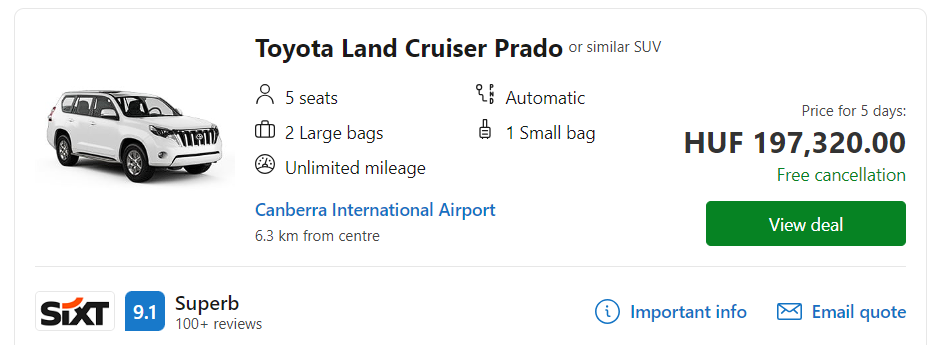 Toyota Land Cruiser Prado or similar SUV
5 seats
Automatic
2 Large bags
1 Small bag
Unlimited mileage
Canberra International Airport
6.3 km from centre
Price for 5 days:
HUF 197,320.00
Free cancellation
View deal
SIXT
9.1
Superb
100+ reviews
Important info
Email quote